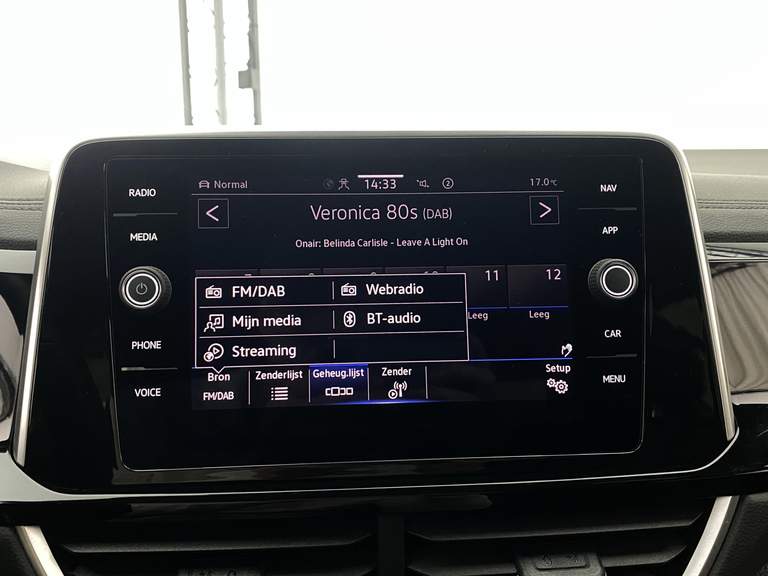 RADIO
MEDIA
PHONE
VOICE
Normal
14:33
2
17.0°C
Veronica 80s (DAB)
Onair: Belinda Carlisle - Leave A Light On
11
12
Leeg
Leeg
FM/DAB
Webradio
Mijn media
BT-audio
Streaming
Bron
FM/DAB
Zenderlijst
Geheug.lijst
Zender
Setup
NAV
APP
CAR
MENU